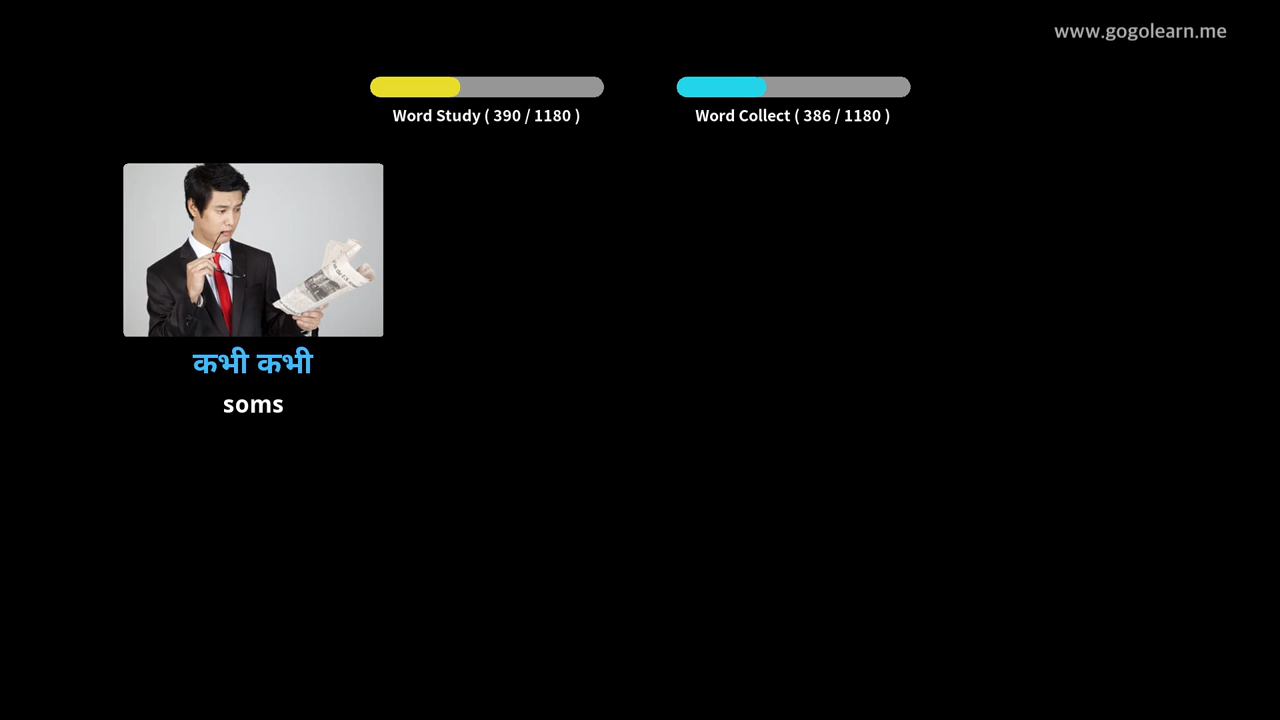 www.gogolearn.me
Word Study ( 390 / 1180 )
Word Collect ( 386 / 1180 )
कभी कभी
soms